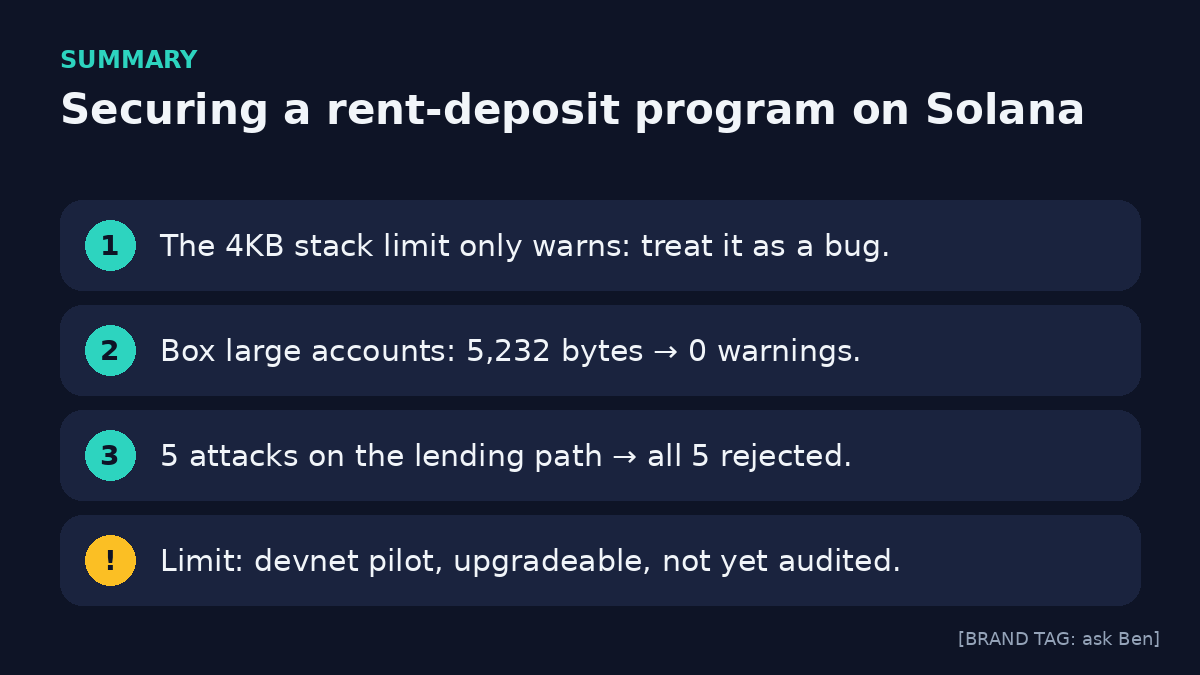 SUMMARY
Securing a rent-deposit program on Solana
1 The 4KB stack limit only warns: treat it as a bug.
2 Box large accounts: 5,232 bytes → 0 warnings.
3 5 attacks on the lending path → all 5 rejected.
! Limit: devnet pilot, upgradeable, not yet audited.
[BRAND TAG: ask Ben]